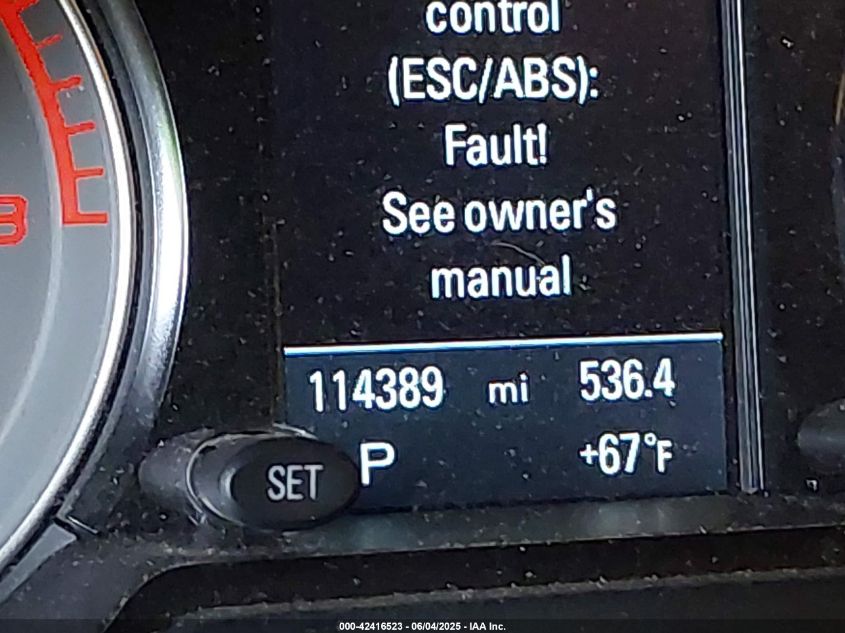 control
(ESC/ABS):
Fault!
See owner's
manual
114389 mi 536.4
P +67°F
SET
8
000-42416523 - 06/04/2025 - IAA Inc.